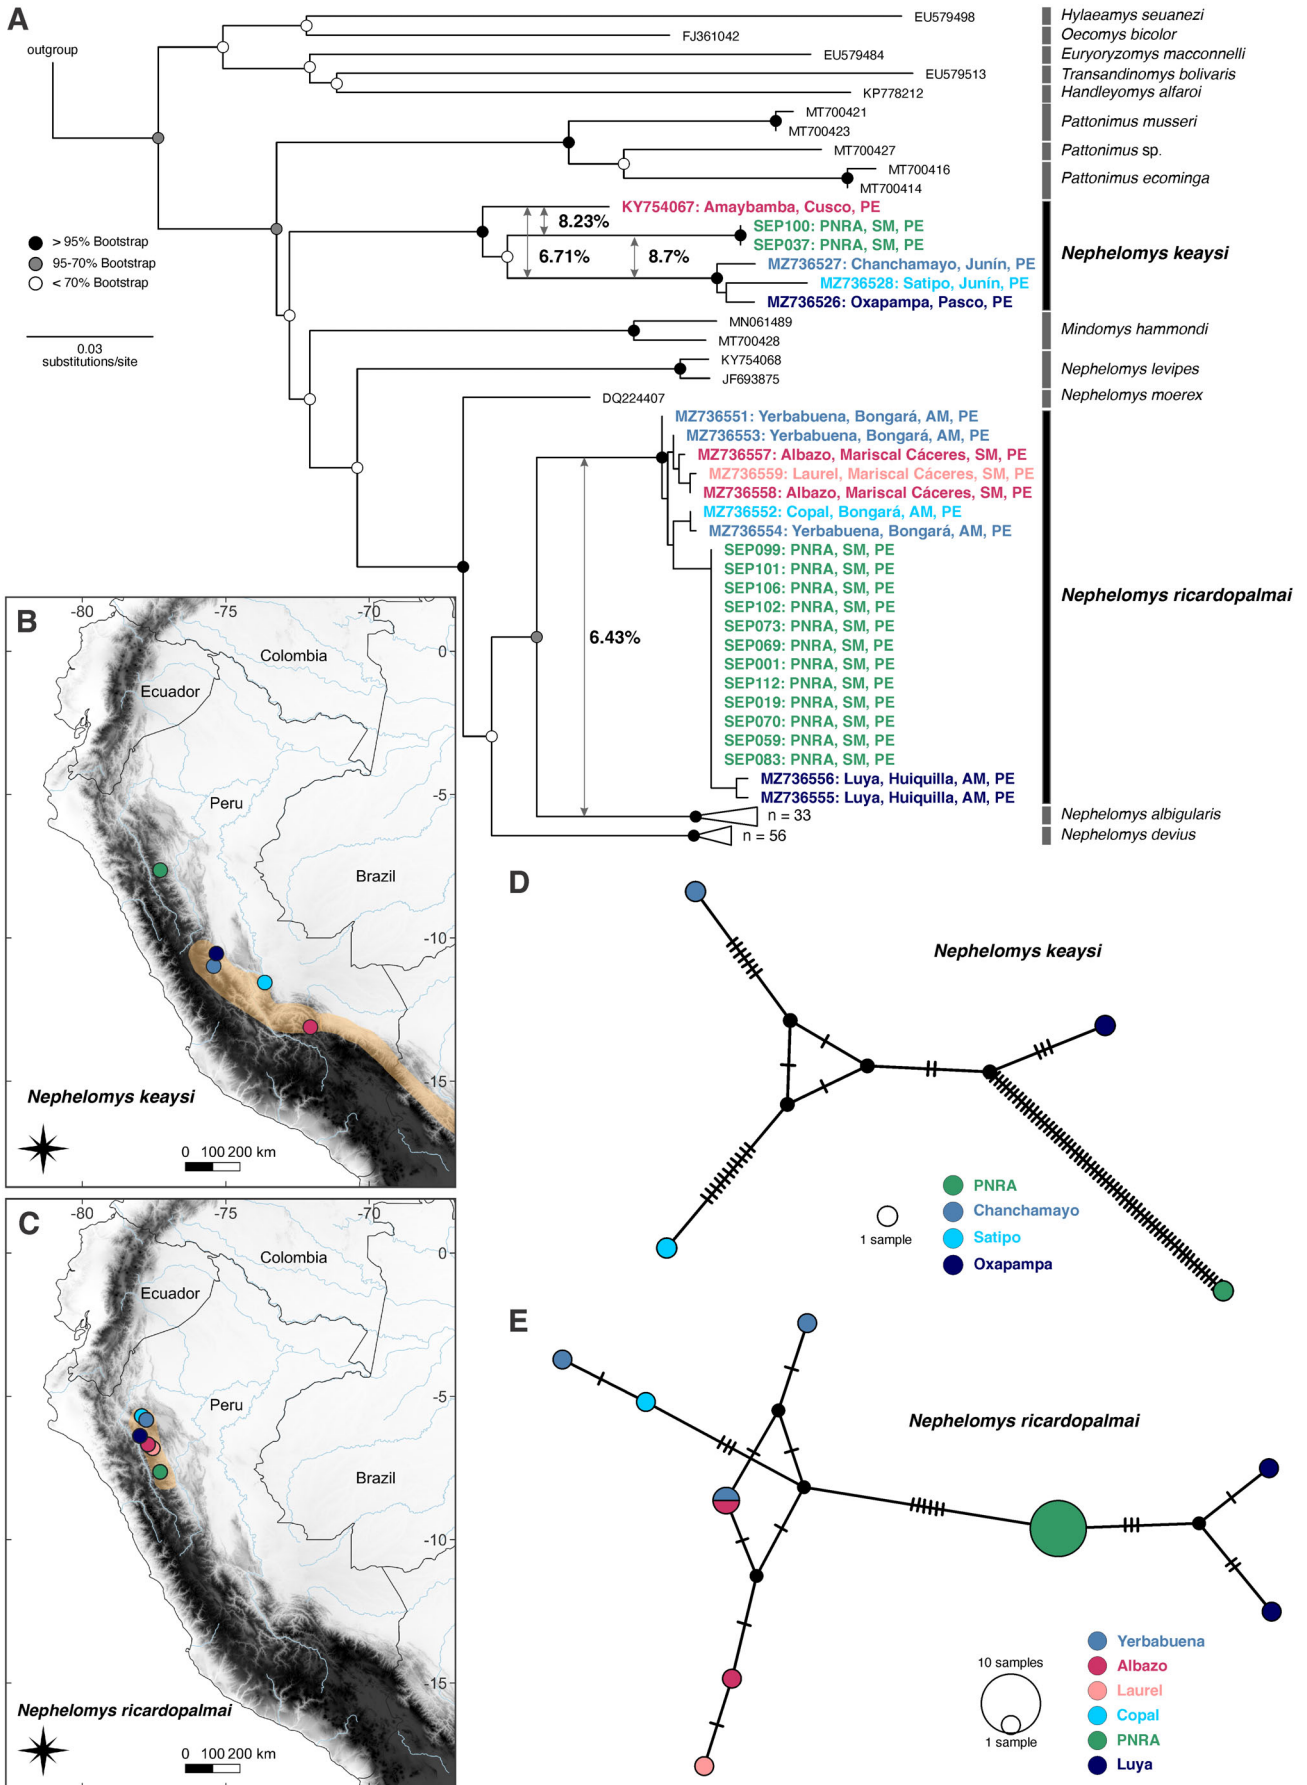 A
outgroup
EU579498
FJ361042
EU579484
EU579513
KP778212
MT700421
MT700423
MT700427
MT700416
MT700414
KY754067: Amaybamba, Cusco, PE
SEP100: PNRA, SM, PE
SEP037: PNRA, SM, PE
MZ736527: Chanchamayo, Junín, PE
MZ736528: Satipo, Junín, PE
MZ736526: Oxapampa, Pasco, PE
8.23%
6.71%
8.7%
MN061489
MT700428
KY754068
JF693875
DQ224407
MZ736551: Yerbabuena, Bongará, AM, PE
MZ736553: Yerbabuena, Bongará, AM, PE
MZ736557: Albazo, Mariscal Cáceres, SM, PE
MZ736559: Laurel, Mariscal Cáceres, SM, PE
MZ736558: Albazo, Mariscal Cáceres, SM, PE
MZ736552: Copal, Bongará, AM, PE
MZ736554: Yerbabuena, Bongará, AM, PE
SEP099: PNRA, SM, PE
SEP101: PNRA, SM, PE
SEP106: PNRA, SM, PE
SEP102: PNRA, SM, PE
SEP073: PNRA, SM, PE
SEP069: PNRA, SM, PE
SEP001: PNRA, SM, PE
SEP112: PNRA, SM, PE
SEP019: PNRA, SM, PE
SEP070: PNRA, SM, PE
SEP059: PNRA, SM, PE
SEP083: PNRA, SM, PE
MZ736556: Luya, Huiquilla, AM, PE
MZ736555: Luya, Huiquilla, AM, PE
n = 33
n = 56
6.43%
Hylaeamys seuanezi
Oecomys bicolor
Euryoryzomys macconnelli
Transandinomys bolivaris
Handleyomys alfaroi
Pattonimus musseri
Pattonimus sp.
Pattonimus ecominga
Nephelomys keaysi
Mindomys hammondi
Nephelomys levipes
Nephelomys moerex
Nephelomys ricardopalmai
Nephelomys albigularis
Nephelomys devius
> 95% Bootstrap
95-70% Bootstrap
< 70% Bootstrap
0.03
substitutions/site
B
-80
-75
-70
0
-5
-10
-15
Colombia
Ecuador
Peru
Brazil
Nephelomys keaysi
0 100 200 km
C
-80
-75
-70
0
-5
-10
-15
Colombia
Ecuador
Peru
Brazil
Nephelomys ricardopalmai
0 100 200 km
D
Nephelomys keaysi
1 sample
PNRA
Chanchamayo
Satipo
Oxapampa
E
Nephelomys ricardopalmai
10 samples
1 sample
Yerbabuena
Albazo
Laurel
Copal
PNRA
Luya